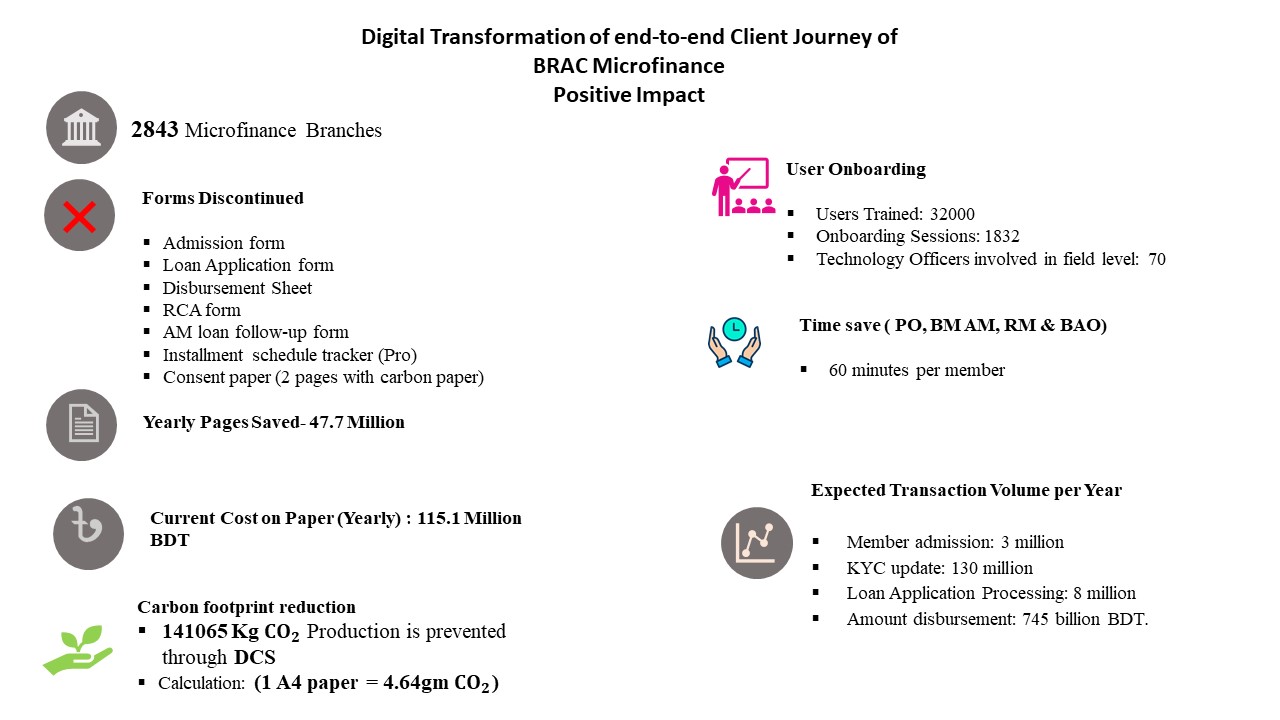 Digital Transformation of end-to-end Client Journey of
BRAC Microfinance
Positive Impact
2843 Microfinance Branches
Forms Discontinued
▪ Admission form
▪ Loan Application form
▪ Disbursement Sheet
▪ RCA form
▪ AM loan follow-up form
▪ Installment schedule tracker (Pro)
▪ Consent paper (2 pages with carbon paper)
Yearly Pages Saved- 47.7 Million
৳
Current Cost on Paper (Yearly) : 115.1 Million
BDT
Carbon footprint reduction
▪ 141065 Kg CO₂ Production is prevented
through DCS
▪ Calculation: (1 A4 paper = 4.64gm CO₂)
User Onboarding
▪ Users Trained: 32000
▪ Onboarding Sessions: 1832
▪ Technology Officers involved in field level: 70
Time save ( PO, BM AM, RM & BAO)
▪ 60 minutes per member
Expected Transaction Volume per Year
▪ Member admission: 3 million
▪ KYC update: 130 million
▪ Loan Application Processing: 8 million
▪ Amount disbursement: 745 billion BDT.